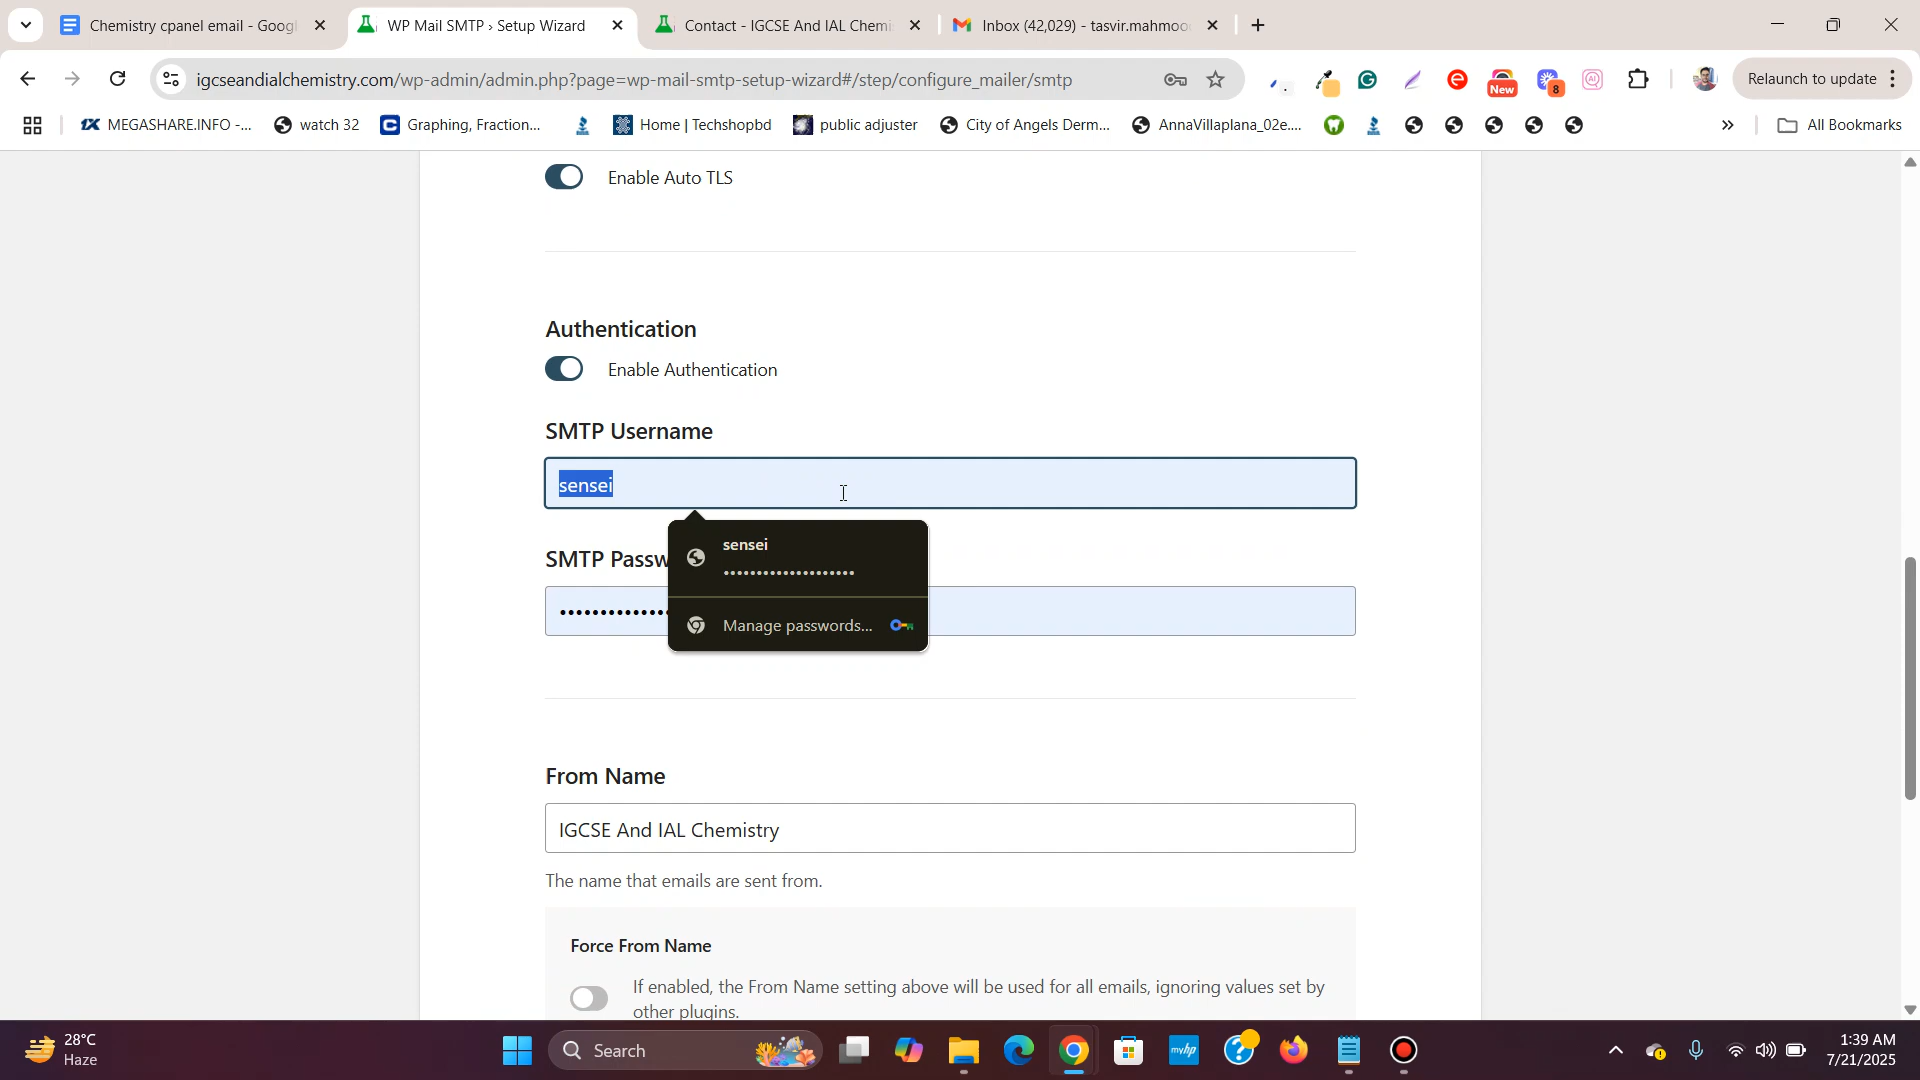 Chemistry cpanel email - Goog
WP Mail SMTP › Setup Wizard
Contact - IGCSE And IAL Chemi
Inbox (42,029) - tasvir.mahmoo
igcseandialchemistry.com/wp-admin/admin.php?page=wp-mail-smtp-setup-wizard#/step/configure_mailer/smtp
New
8
Relaunch to update
MEGASHARE.INFO -...
watch 32
Graphing, Fraction...
Home | Techshopbd
public adjuster
City of Angels Derm...
AnnaVillaplana_02e....
All Bookmarks
Enable Auto TLS
Authentication
Enable Authentication
SMTP Username
sensei
sensei
SMTP Passw
Manage passwords...
From Name
IGCSE And IAL Chemistry
The name that emails are sent from.
Force From Name
If enabled, the From Name setting above will be used for all emails, ignoring values set by
other plugins.
28°C
Haze
Search
myhp
1:39 AM
7/21/2025